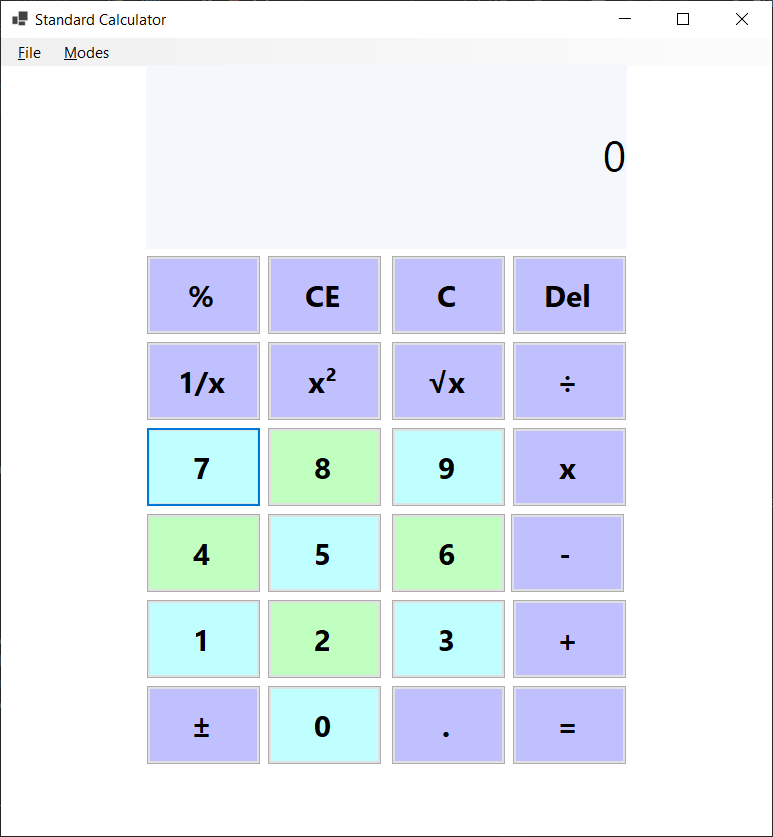 Standard Calculator
File Modes
0
% CE C Del
1/x x² √x ÷
7 8 9 x
4 5 6 -
1 2 3 +
± 0 . =